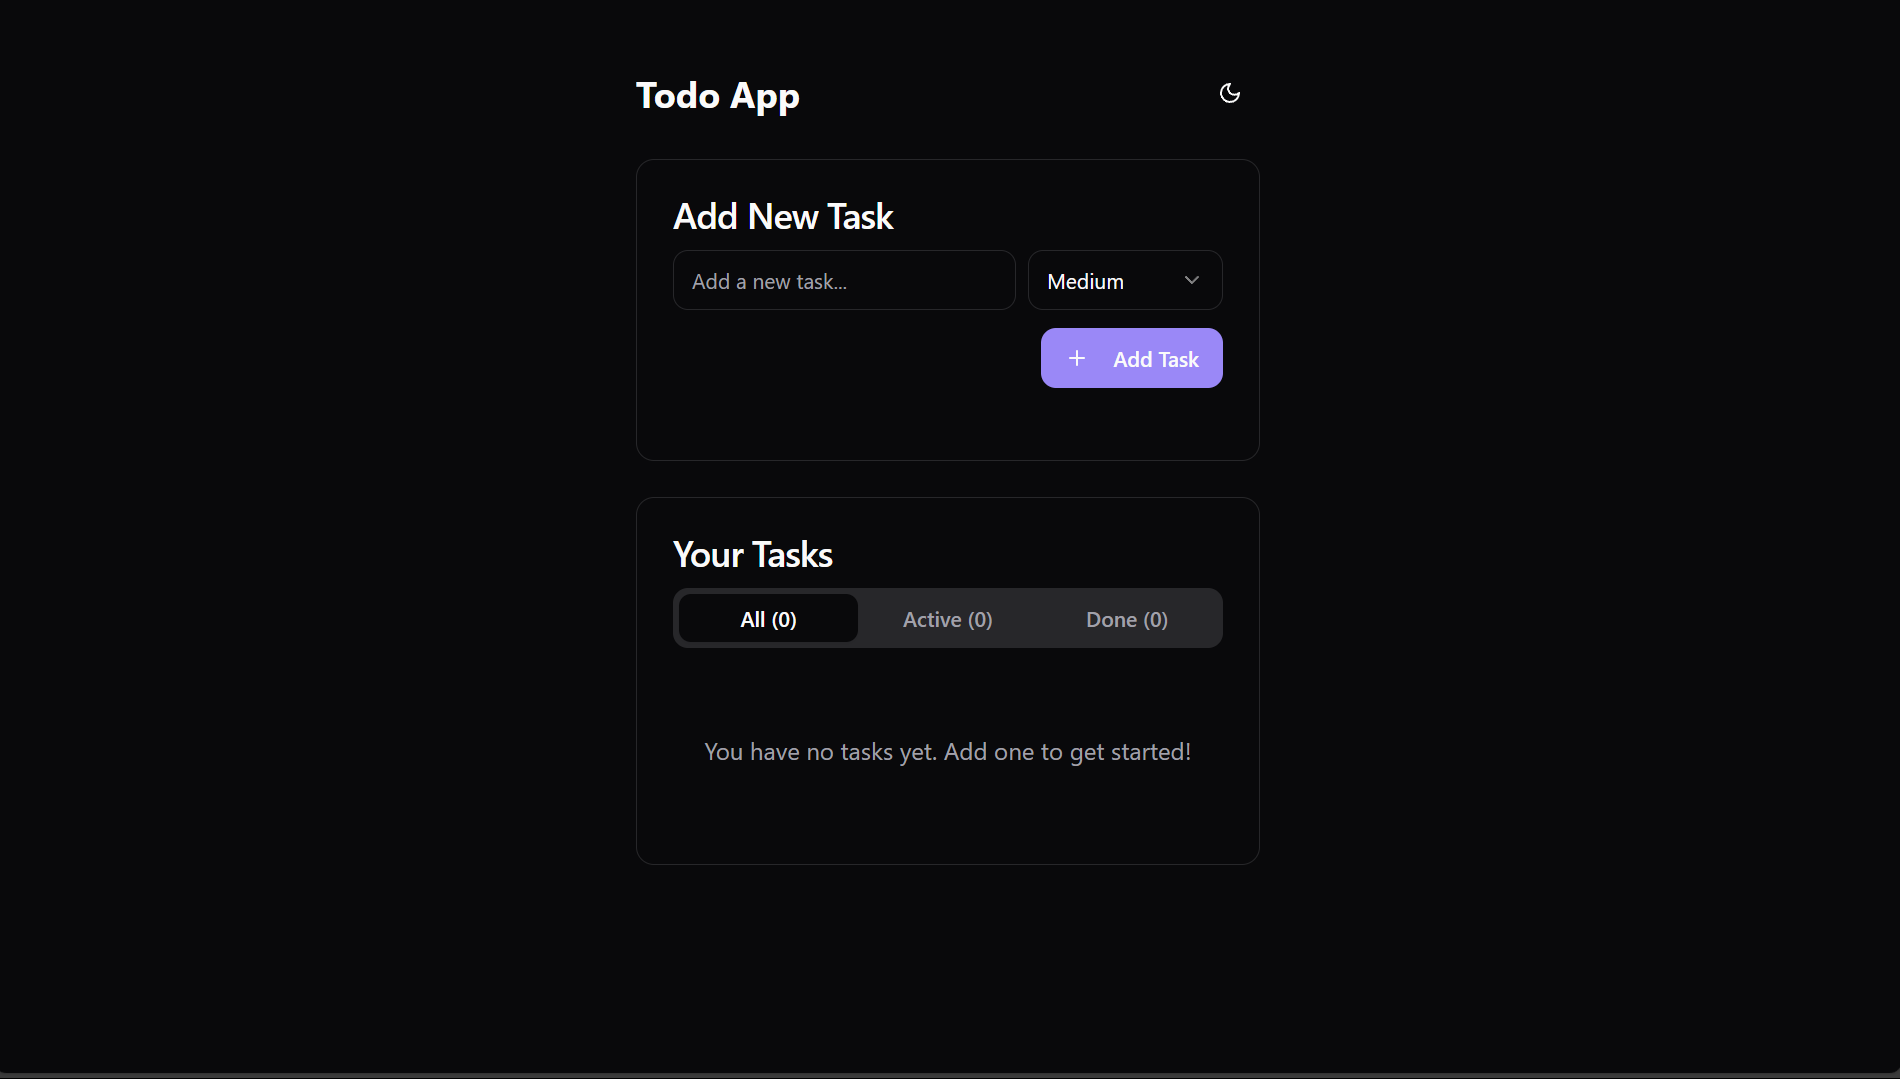 Todo App
Add New Task
Add a new task...
Medium
Add Task
Your Tasks
All (0)
Active (0)
Done (0)
You have no tasks yet. Add one to get started!